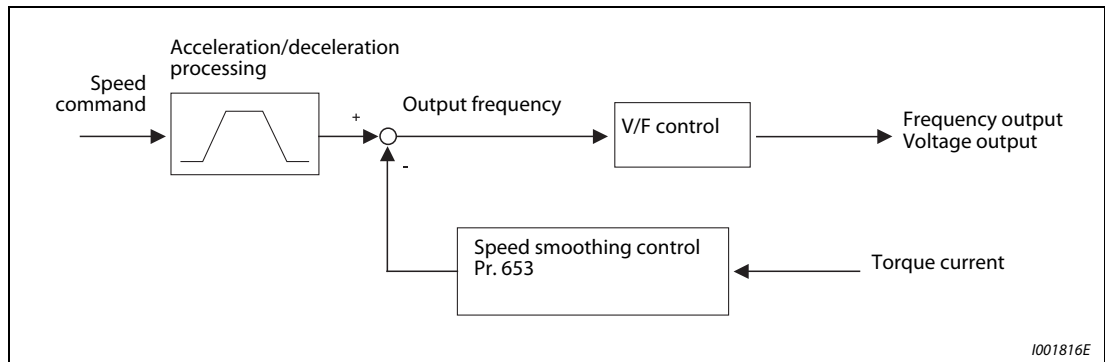 Acceleration/deceleration
processing
Speed
command
+
-
Output frequency
V/F control
Frequency output
Voltage output
Speed smoothing control
Pr. 653
Torque current
I001816E